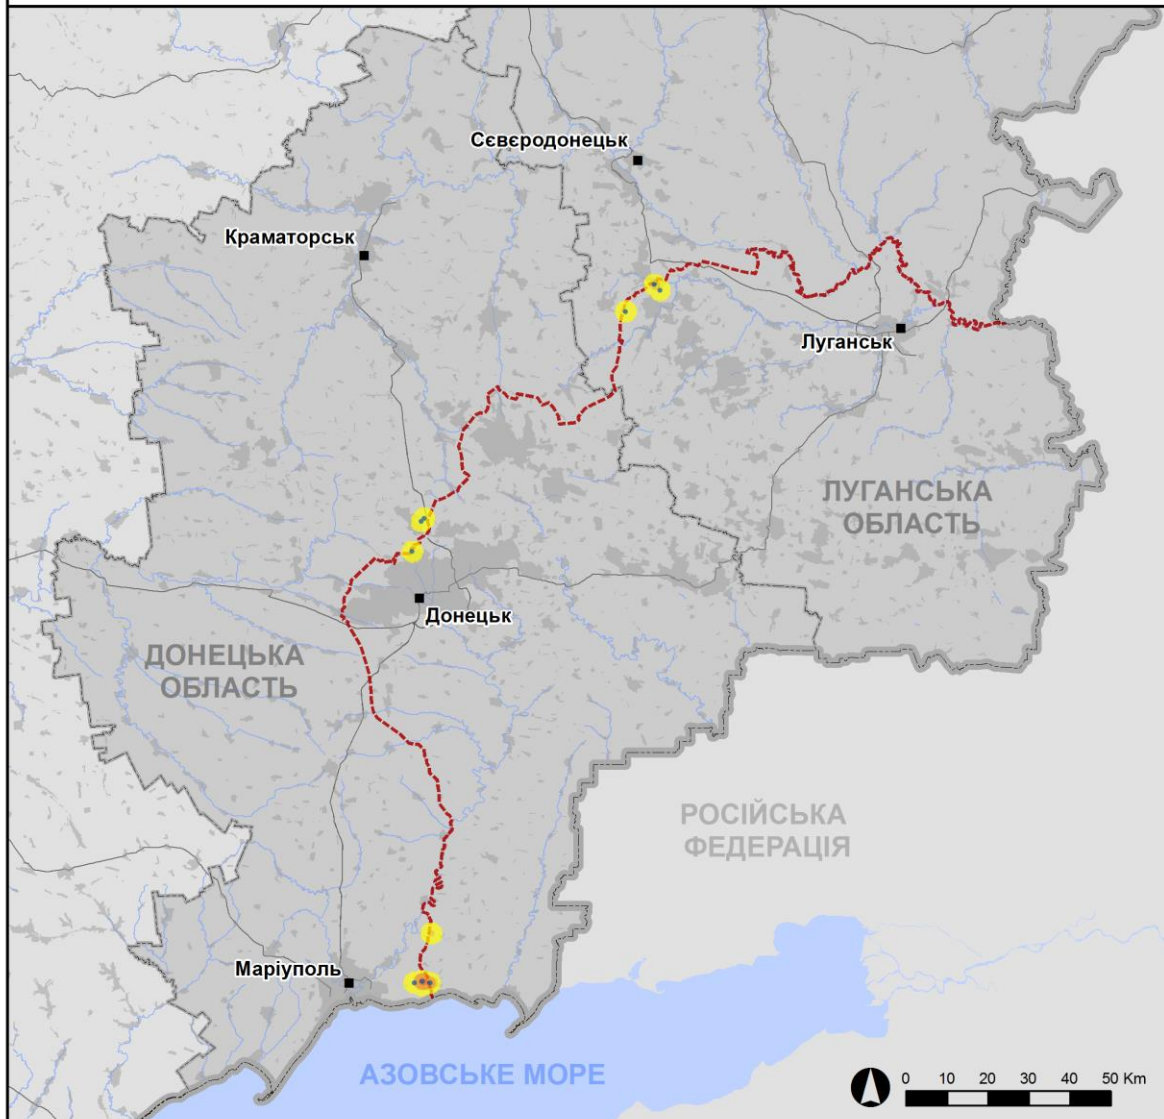 Сєвєродонецьк
Краматорськ
Луганськ
ЛУГАНСЬКА
ОБЛАСТЬ
Донецьк
ДОНЕЦЬКА
ОБЛАСТЬ
РОСІЙСЬКА
ФЕДЕРАЦІЯ
Маріуполь
АЗОВСЬКЕ МОРЕ
0 10 20 30 40 50 Km